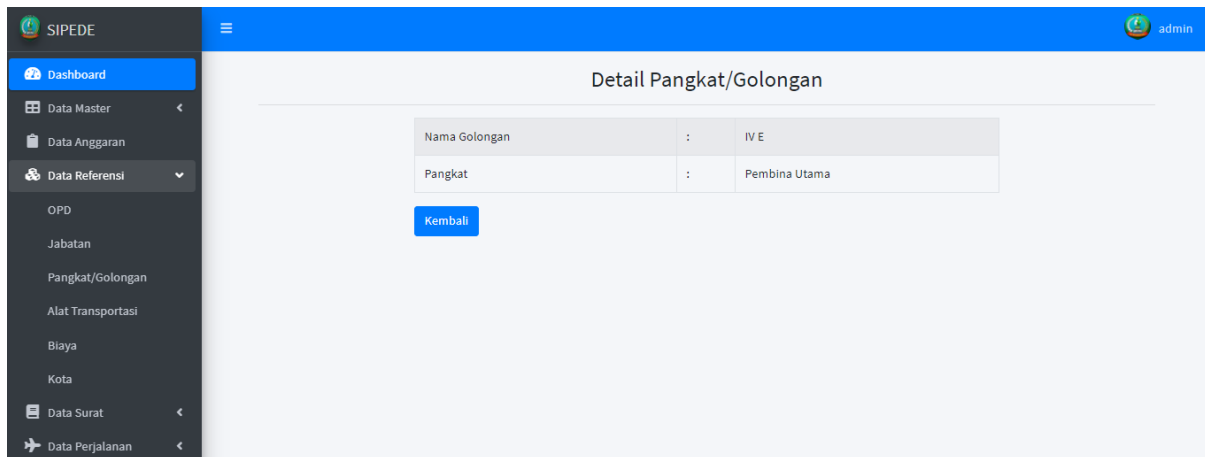 SIPEDE
admin
Dashboard
Data Master
Data Anggaran
Data Referensi
OPD
Jabatan
Pangkat/Golongan
Alat Transportasi
Biaya
Kota
Data Surat
Data Perjalanan
Detail Pangkat/Golongan
Nama Golongan : IV E
Pangkat : Pembina Utama
Kembali